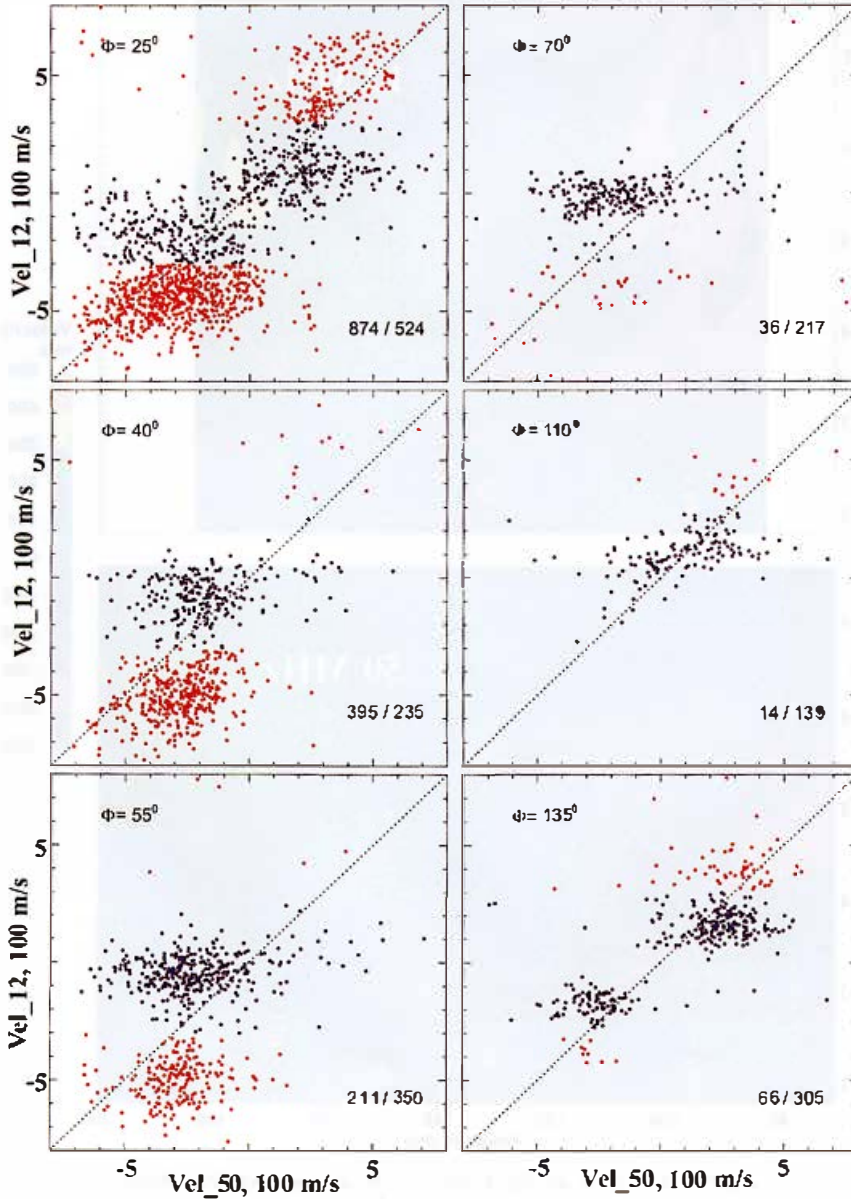 Φ= 25⁰
Φ= 70⁰
5
-5
Vel_12, 100 m/s
874 / 524
36 / 217
Φ= 40⁰
Φ= 110⁰
5
-5
Vel_12, 100 m/s
395 / 235
14 / 139
50 MHz
Φ= 55⁰
Φ= 135⁰
5
-5
Vel_12, 100 m/s
211 / 350
66 / 305
-5 5
-5 5
Vel_50, 100 m/s
Vel_50, 100 m/s